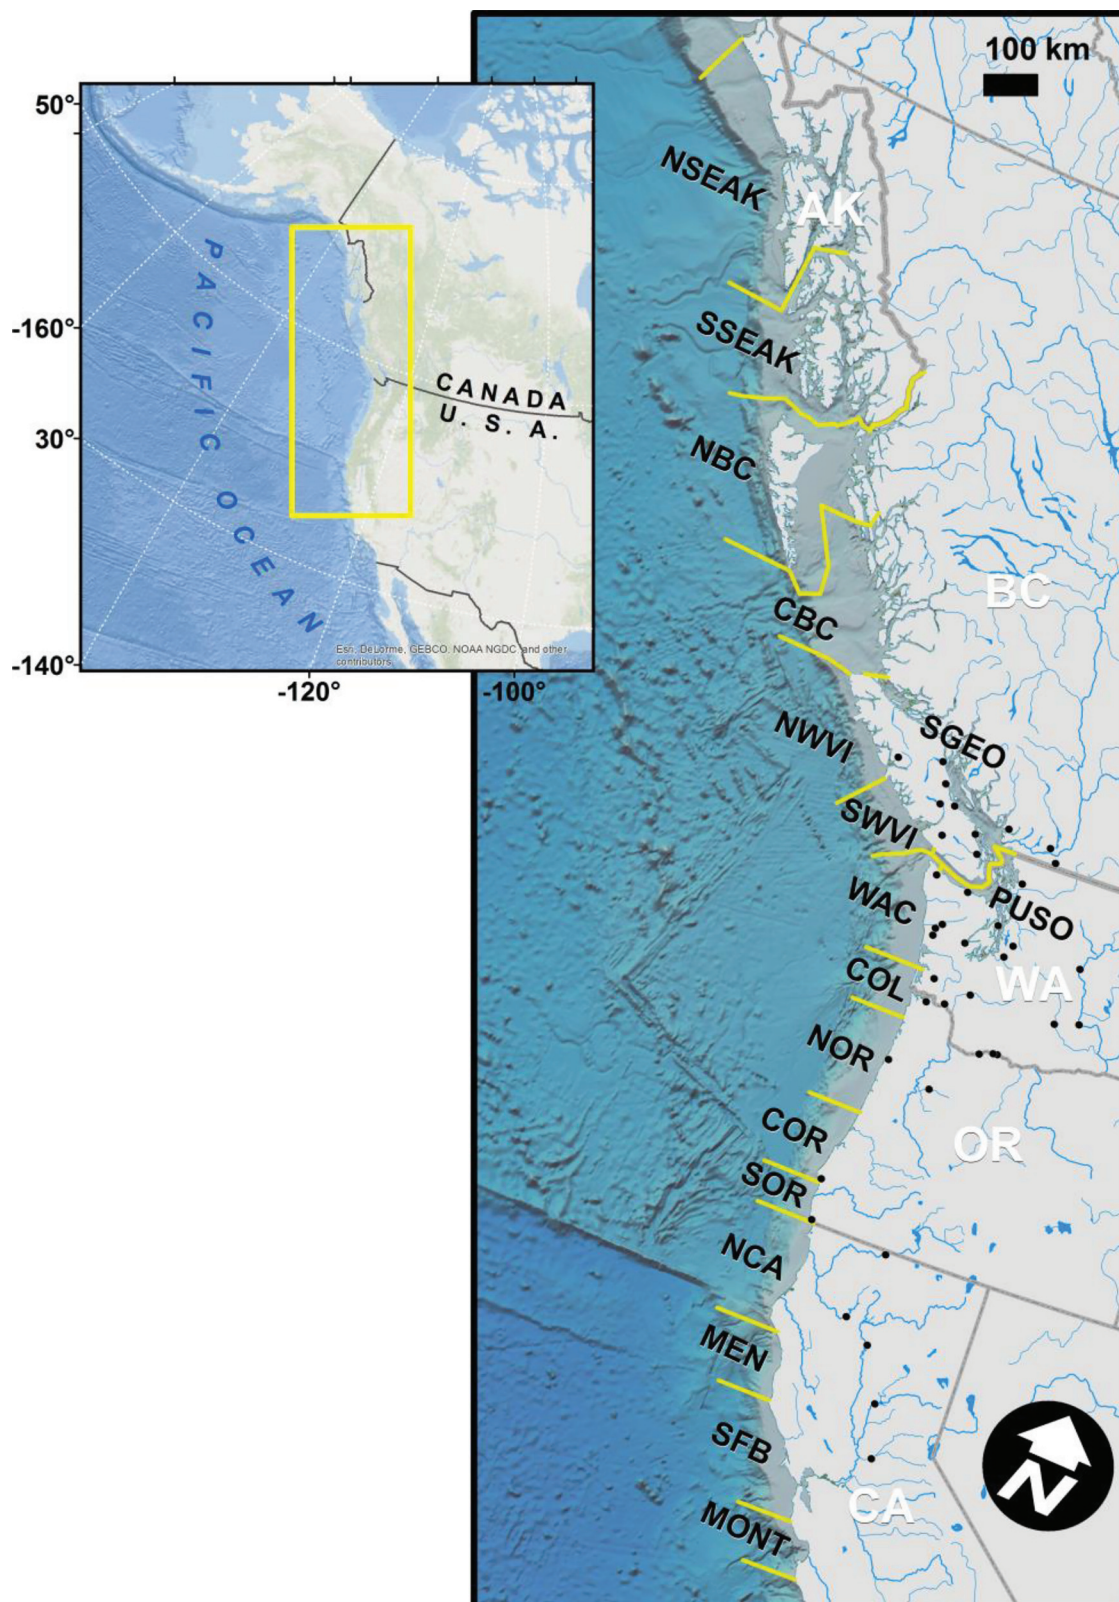 100 km
50°
-160°
30°
-140°
-120°
-100°
PACIFIC OCEAN
CANADA
U. S. A.
Esri, DeLorme, GEBCO, NOAA NGDC, and other
contributors
NSEAK
AK
SSEAK
NBC
BC
CBC
SGEO
NWVI
SWVI
PUSO
WAC
WA
COL
NOR
COR
OR
SOR
NCA
MEN
SFB
CA
MONT
N